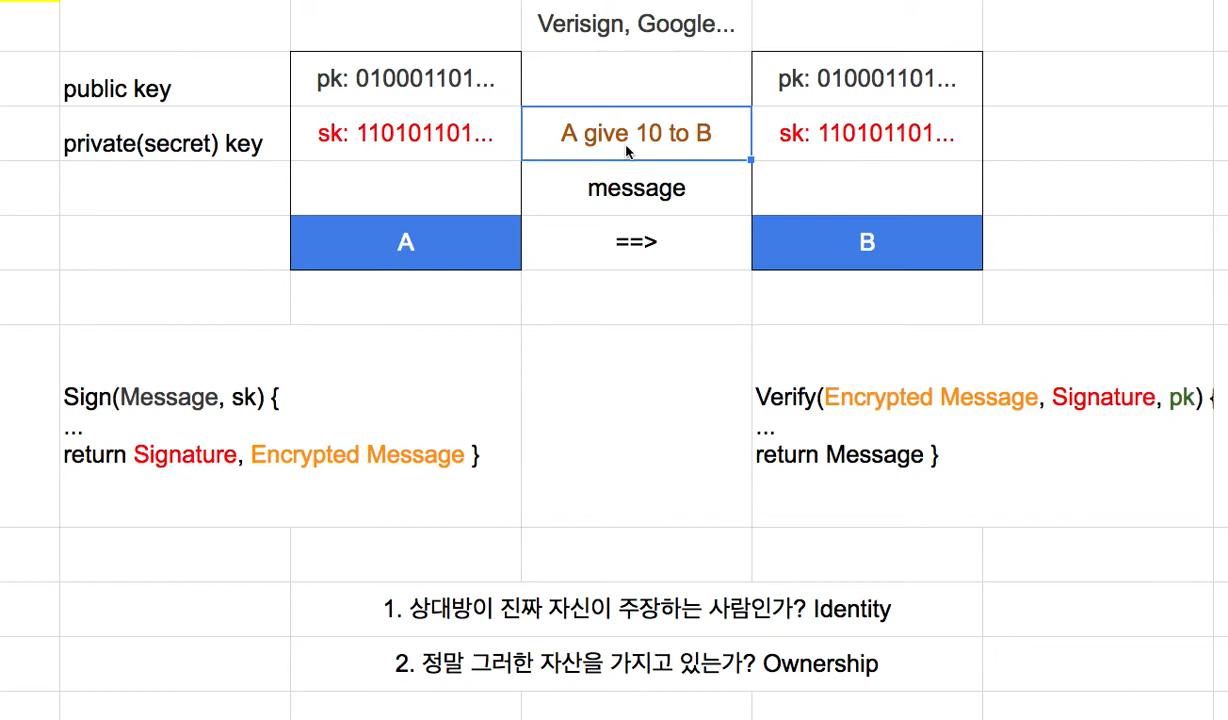 Verisign, Google...
public key
pk: 010001101...
pk: 010001101...
private(secret) key
sk: 110101101...
A give 10 to B
sk: 110101101...
message
A
==>
B
Sign(Message, sk) {
...
return Signature, Encrypted Message }
Verify(Encrypted Message, Signature, pk) {
...
return Message }
1. 상대방이 진짜 자신이 주장하는 사람인가? Identity
2. 정말 그러한 자산을 가지고 있는가? Ownership